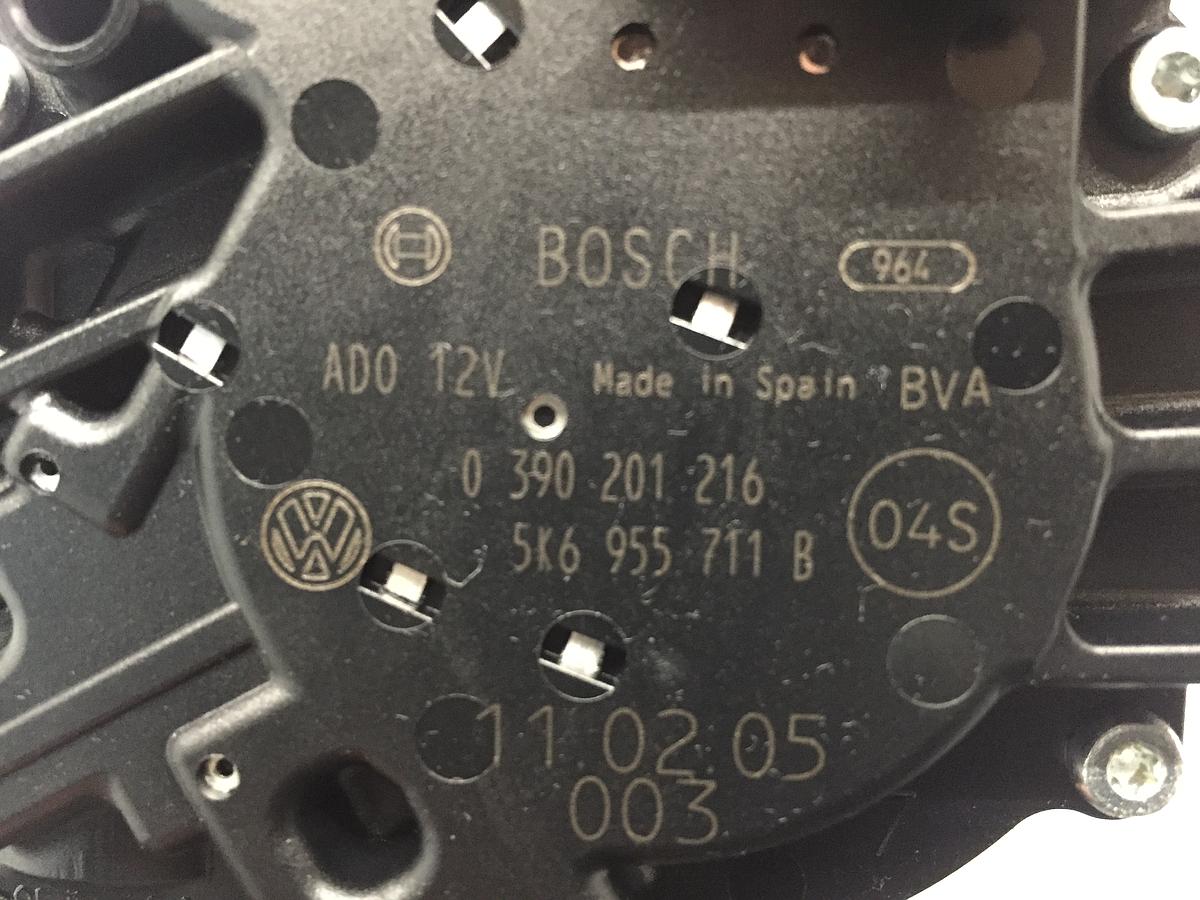 BOSCH 964
AD0 12V Made in Spain BVA
0 390 201 216
5K6 955 711 B 04S
11 02 05
003